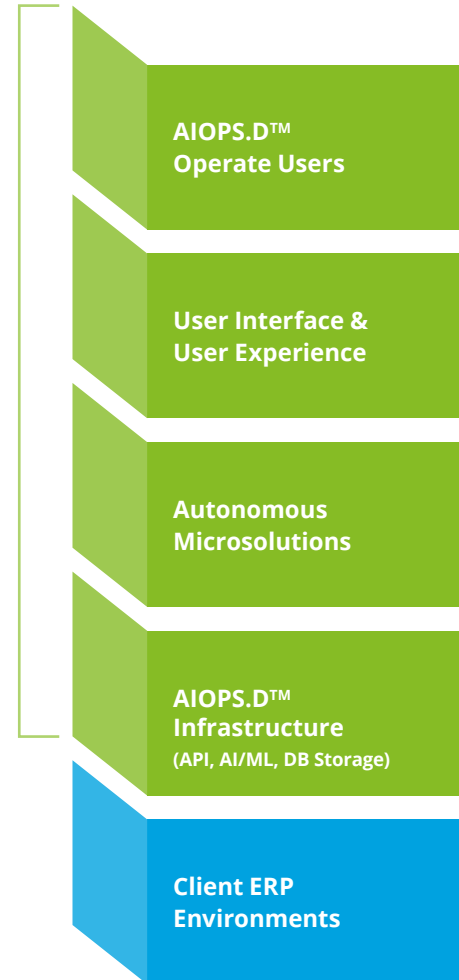 AIOPS.D™
Operate Users
User Interface &
User Experience
Autonomous
Microsolutions
AIOPS.D™
Infrastructure
(API, AI/ML, DB Storage)
Client ERP
Environments